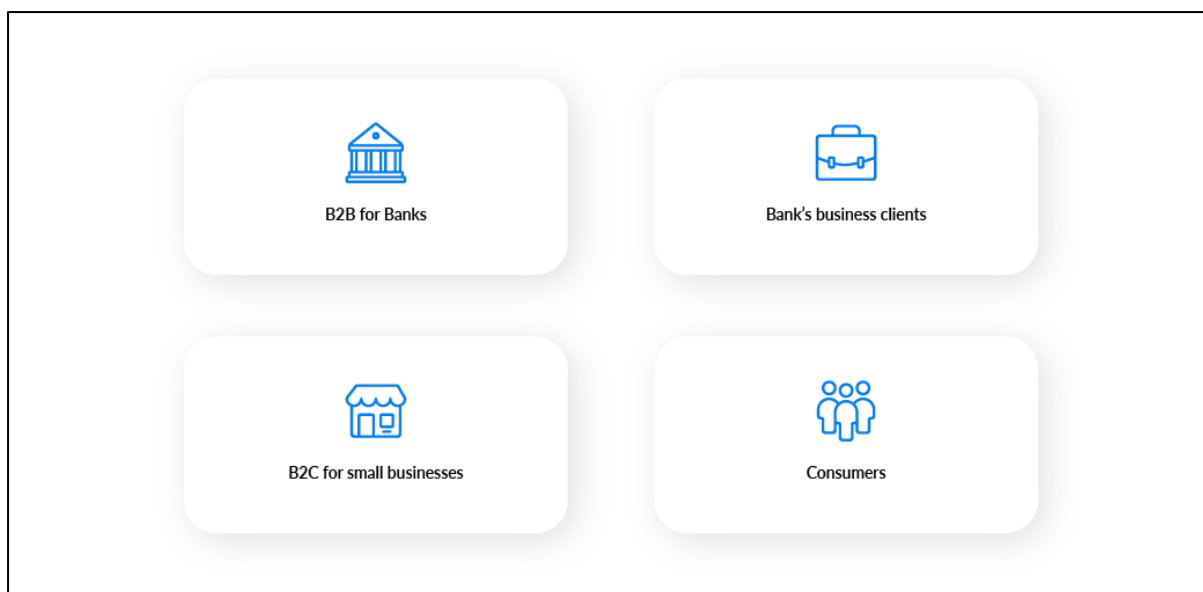 B2B for Banks
Bank’s business clients
B2C for small businesses
Consumers